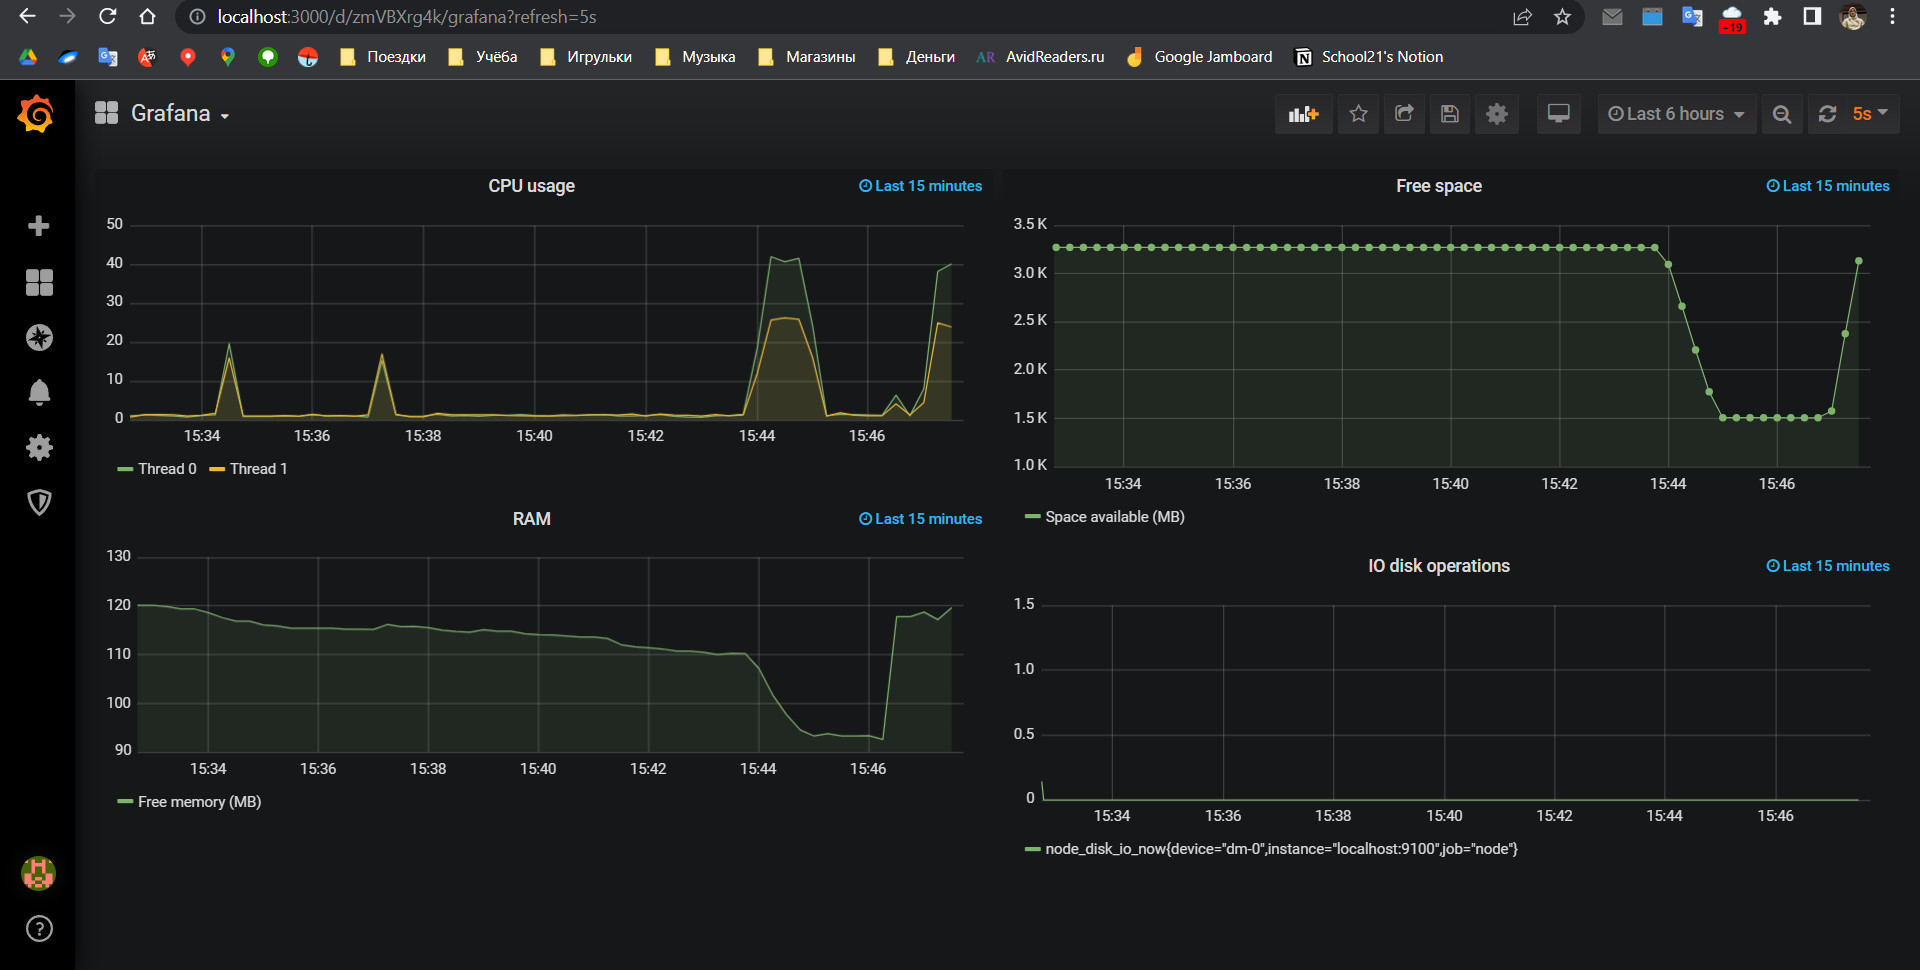 localhost:3000/d/zmVBXrg4k/grafana?refresh=5s
+19
Поездки Учёба Игрульки Музыка Магазины Деньги AR AvidReaders.ru Google Jamboard School21's Notion
Grafana
Last 6 hours
5s
CPU usage
Last 15 minutes
50
40
30
20
10
0
15:34 15:36 15:38 15:40 15:42 15:44 15:46
Thread 0 Thread 1
Free space
Last 15 minutes
3.5 K
3.0 K
2.5 K
2.0 K
1.5 K
1.0 K
15:34 15:36 15:38 15:40 15:42 15:44 15:46
Space available (MB)
RAM
Last 15 minutes
130
120
110
100
90
15:34 15:36 15:38 15:40 15:42 15:44 15:46
Free memory (MB)
IO disk operations
Last 15 minutes
1.5
1.0
0.5
0
15:34 15:36 15:38 15:40 15:42 15:44 15:46
node_disk_io_now{device="dm-0",instance="localhost:9100",job="node"}